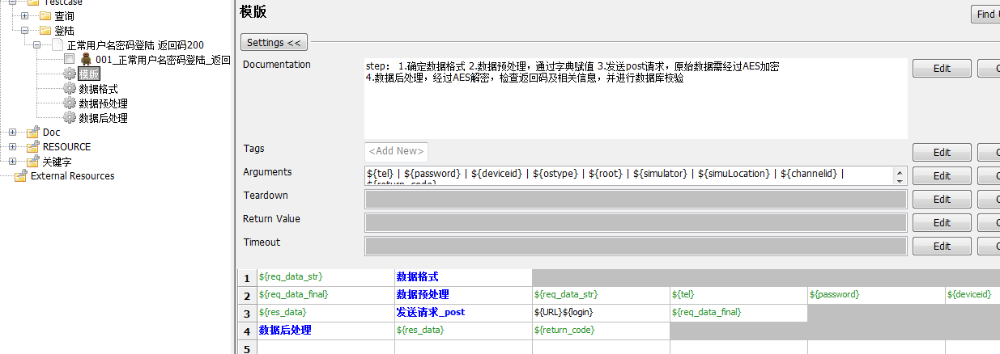 Testcase
查询
登陆
正常用户名密码登陆 返回码200
001_正常用户名密码登陆_返回
模版
数据格式
数据预处理
数据后处理
Doc
RESOURCE
关键字
External Resources
模版
Find
Settings <<
Documentation
step： 1.确定数据格式 2.数据预处理，通过字典赋值 3.发送post请求，原始数据需经过AES加密
4.数据后处理，经过AES解密，检查返回码及相关信息，并进行数据库校验
Edit
Tags
<Add New>
Edit
Arguments
${tel} | ${password} | ${deviceid} | ${ostype} | ${root} | ${simulator} | ${simuLocation} | ${channelid} |
${return_code}
Edit
Teardown
Edit
Return Value
Edit
Timeout
Edit
1 ${req_data_str} 数据格式
2 ${req_data_final} 数据预处理 ${req_data_str} ${tel} ${password} ${deviceid}
3 ${res_data} 发送请求_post ${URL}${login} ${req_data_final}
4 数据后处理 ${res_data} ${return_code}
5